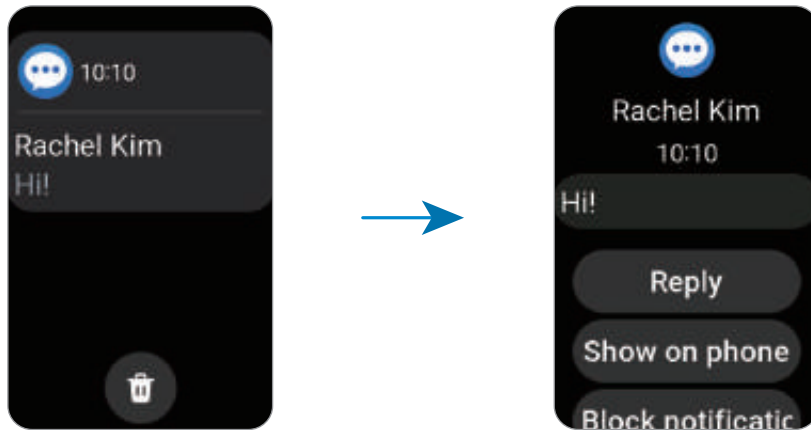 10:10
Rachel Kim
Hi!
Rachel Kim
10:10
Hi!
Reply
Show on phone
Block notificatic